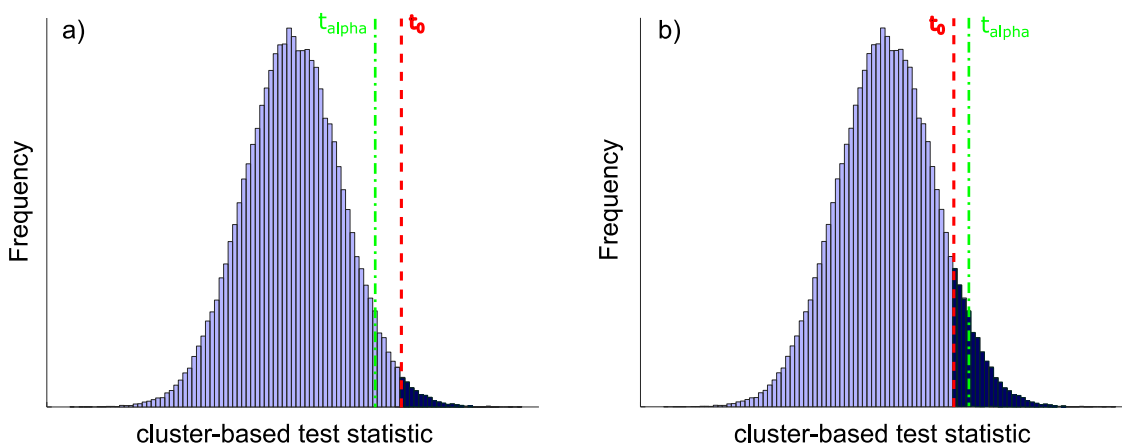 a)
t_alpha
t_0
Frequency
cluster-based test statistic
b)
t_0
t_alpha
Frequency
cluster-based test statistic